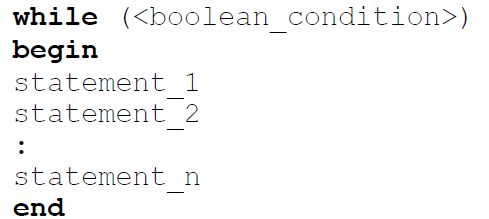 while (<boolean_condition>)
begin
statement_1
statement_2
:
statement_n
end